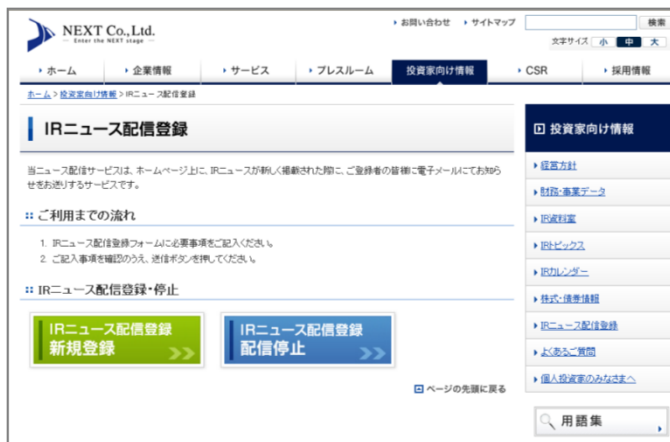 NEXT Co.,Ltd.
— Enter the NEXT stage —
お問い合わせ サイトマップ 検索
文字サイズ 小 中 大
ホーム 企業情報 サービス プレスルーム 投資家向け情報 CSR 採用情報
ホーム > 投資家向け情報 > IRニュース配信登録
IRニュース配信登録
当ニュース配信サービスは、ホームページ上に、IRニュースが新しく掲載された際に、ご登録者の皆様に電子メールにてお知ら
せをお送りするサービスです。
ご利用までの流れ
1. IRニュース配信登録フォームに必要事項をご記入ください。
2. ご記入事項を確認のうえ、送信ボタンを押してください。
IRニュース配信登録・停止
IRニュース配信登録
新規登録
IRニュース配信登録
配信停止
ページの先頭に戻る
投資家向け情報
経営方針
財務・事業データ
IR資料室
IRトピックス
IRカレンダー
株式・債券情報
IRニュース配信登録
よくあるご質問
個人投資家のみなさまへ
用語集